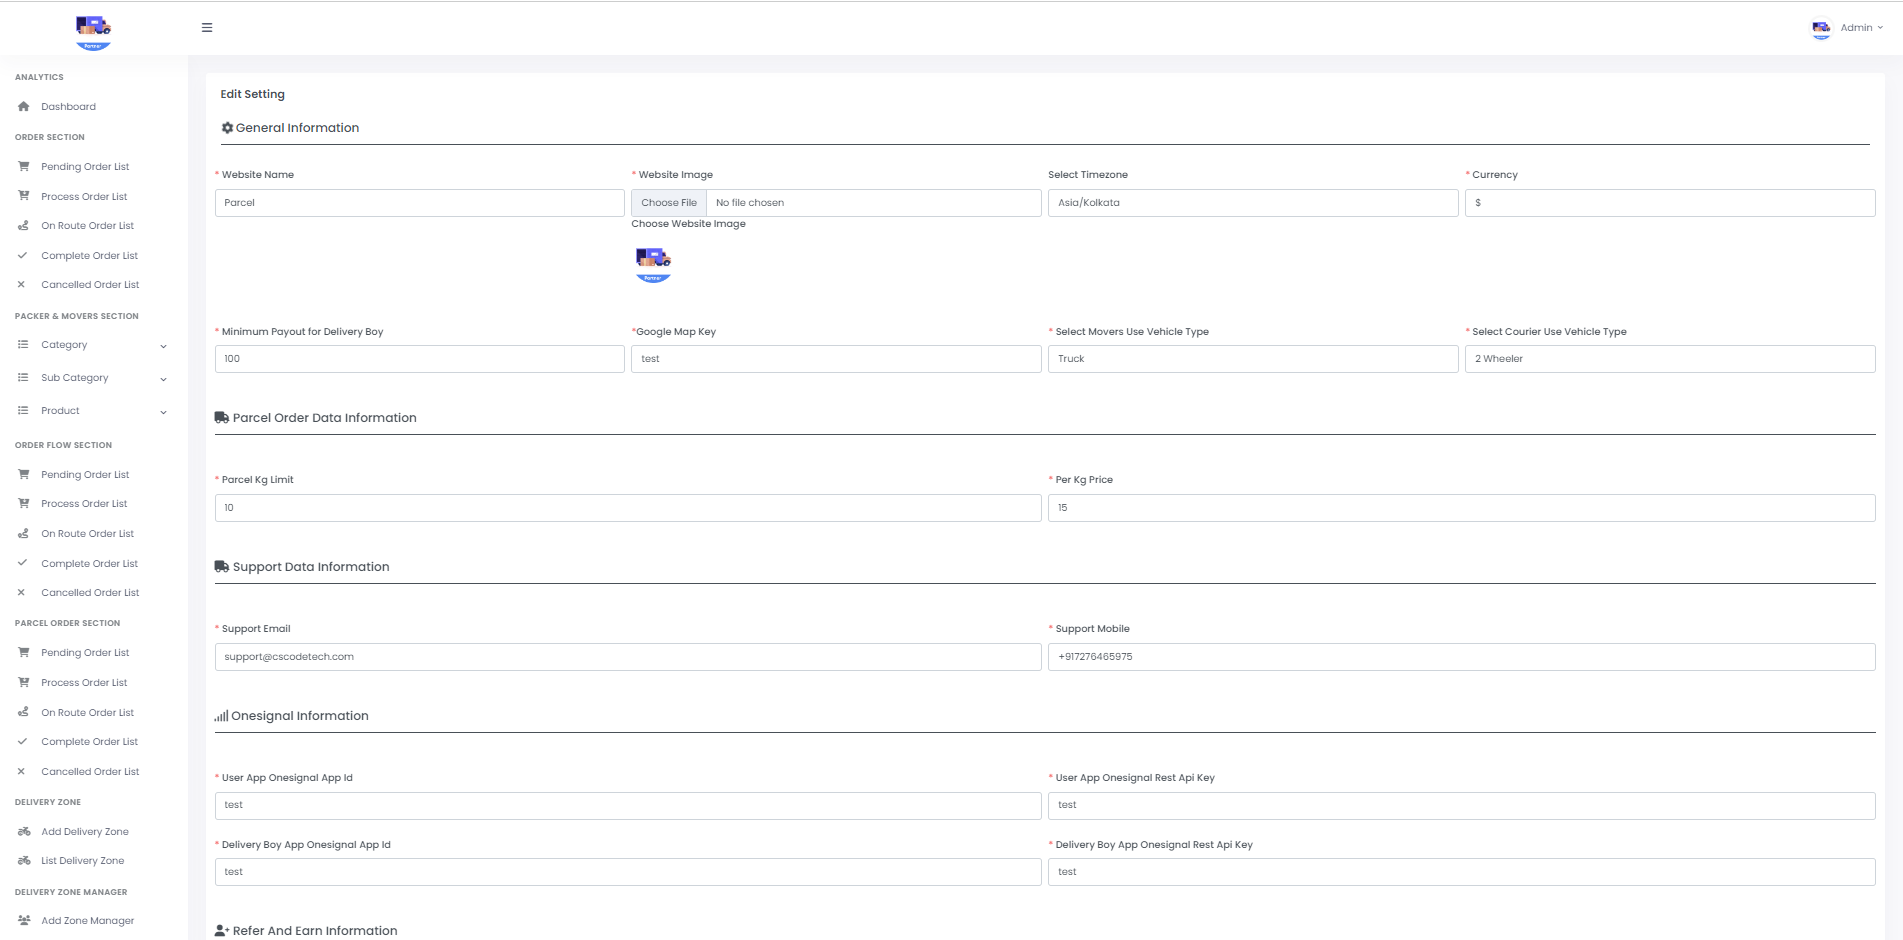 Partner
Partner
Admin
ANALYTICS
Dashboard
ORDER SECTION
Pending Order List
Process Order List
On Route Order List
Complete Order List
Cancelled Order List
PACKER & MOVERS SECTION
Category
Sub Category
Product
ORDER FLOW SECTION
Pending Order List
Process Order List
On Route Order List
Complete Order List
Cancelled Order List
PARCEL ORDER SECTION
Pending Order List
Process Order List
On Route Order List
Complete Order List
Cancelled Order List
DELIVERY ZONE
Add Delivery Zone
List Delivery Zone
DELIVERY ZONE MANAGER
Add Zone Manager
Edit Setting
General Information
* Website Name
Parcel
* Website Image
Choose File No file chosen
Choose Website Image
Partner
Select Timezone
Asia/Kolkata
* Currency
$
* Minimum Payout for Delivery Boy
100
*Google Map Key
test
* Select Movers Use Vehicle Type
Truck
* Select Courier Use Vehicle Type
2 Wheeler
Parcel Order Data Information
* Parcel Kg Limit
10
* Per Kg Price
15
Support Data Information
* Support Email
support@cscodetech.com
* Support Mobile
+917276465975
Onesignal Information
* User App Onesignal App Id
test
* User App Onesignal Rest Api Key
test
* Delivery Boy App Onesignal App Id
test
* Delivery Boy App Onesignal Rest Api Key
test
Refer And Earn Information